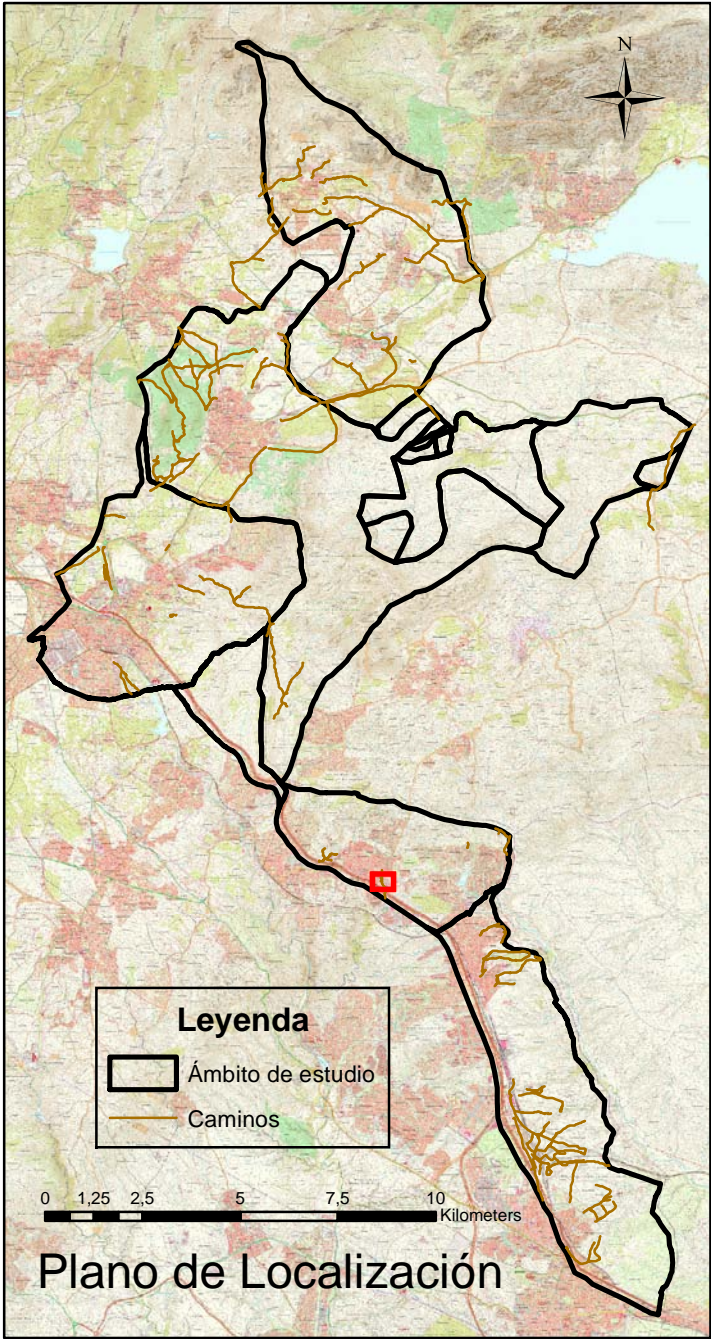 N
Leyenda
Ámbito de estudio
Caminos
0 1,25 2,5 5 7,5 10
Kilometers
Plano de Localización